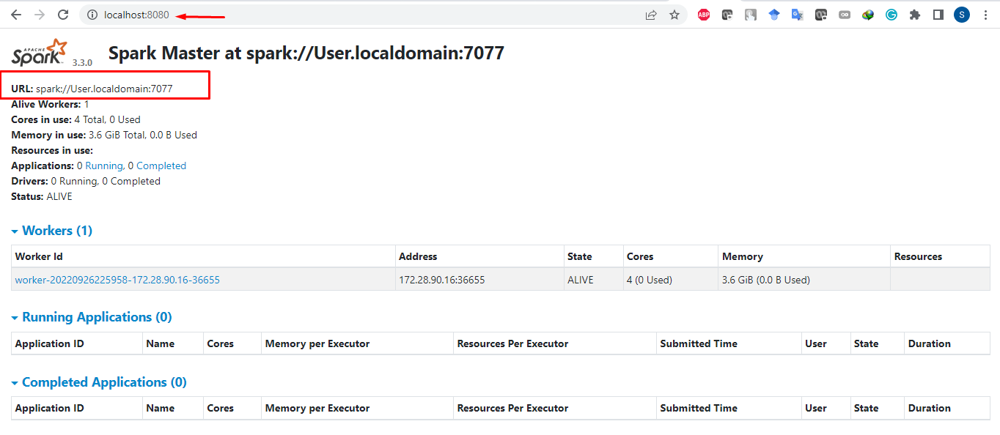 localhost:8080
ABP
S
APACHE
Spark 3.3.0 Spark Master at spark://User.localdomain:7077
URL: spark://User.localdomain:7077
Alive Workers: 1
Cores in use: 4 Total, 0 Used
Memory in use: 3.6 GiB Total, 0.0 B Used
Resources in use:
Applications: 0 Running, 0 Completed
Drivers: 0 Running, 0 Completed
Status: ALIVE
Workers (1)
Worker Id Address State Cores Memory Resources
worker-20220926225958-172.28.90.16-36655 172.28.90.16:36655 ALIVE 4 (0 Used) 3.6 GiB (0.0 B Used)
Running Applications (0)
Application ID Name Cores Memory per Executor Resources Per Executor Submitted Time User State Duration
Completed Applications (0)
Application ID Name Cores Memory per Executor Resources Per Executor Submitted Time User State Duration